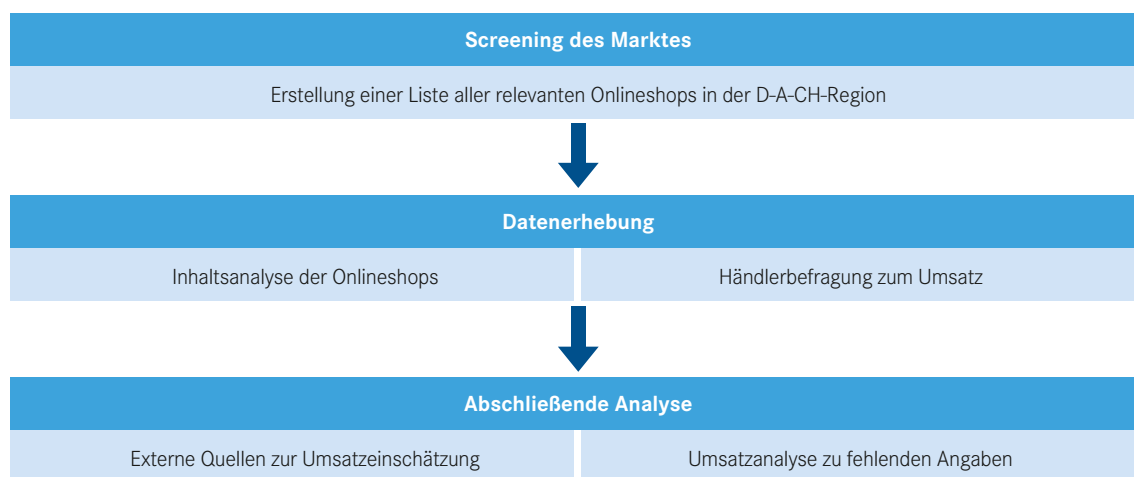 Screening des Marktes
Erstellung einer Liste aller relevanten Onlineshops in der D-A-CH-Region
Datenerhebung
Inhaltsanalyse der Onlineshops
Händlerbefragung zum Umsatz
Abschließende Analyse
Externe Quellen zur Umsatzeinschätzung
Umsatzanalyse zu fehlenden Angaben